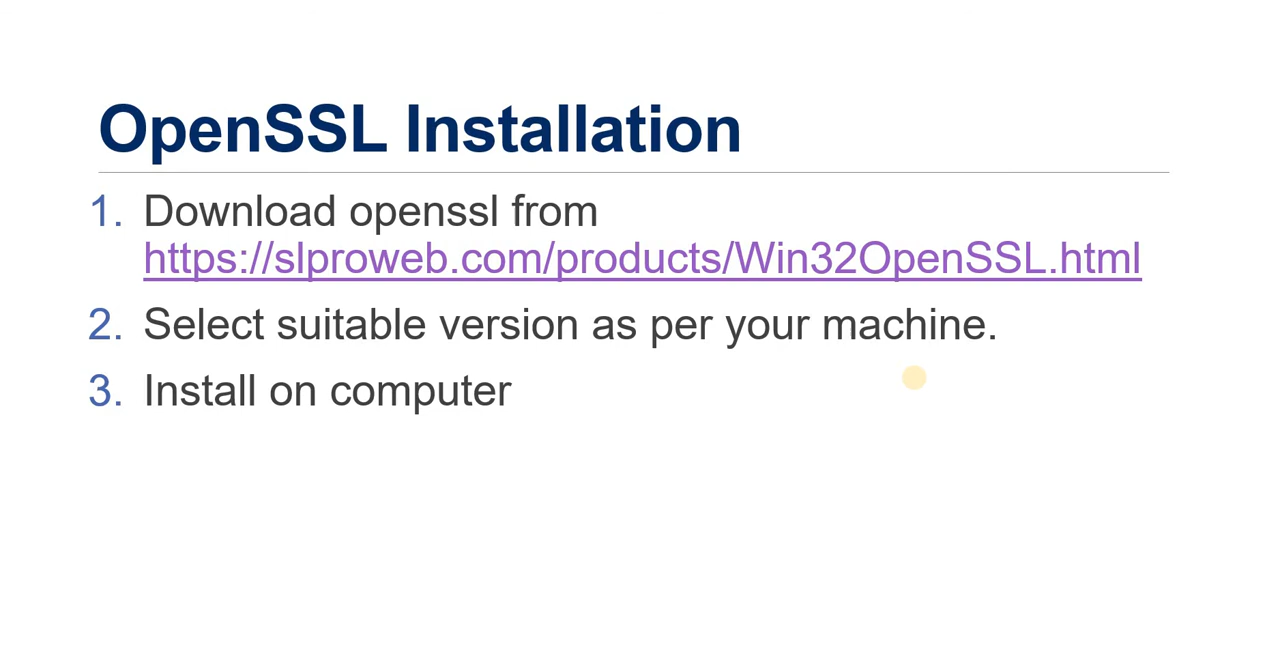 OpenSSL Installation
1. Download openssl from
https://slproweb.com/products/Win32OpenSSL.html
2. Select suitable version as per your machine.
3. Install on computer